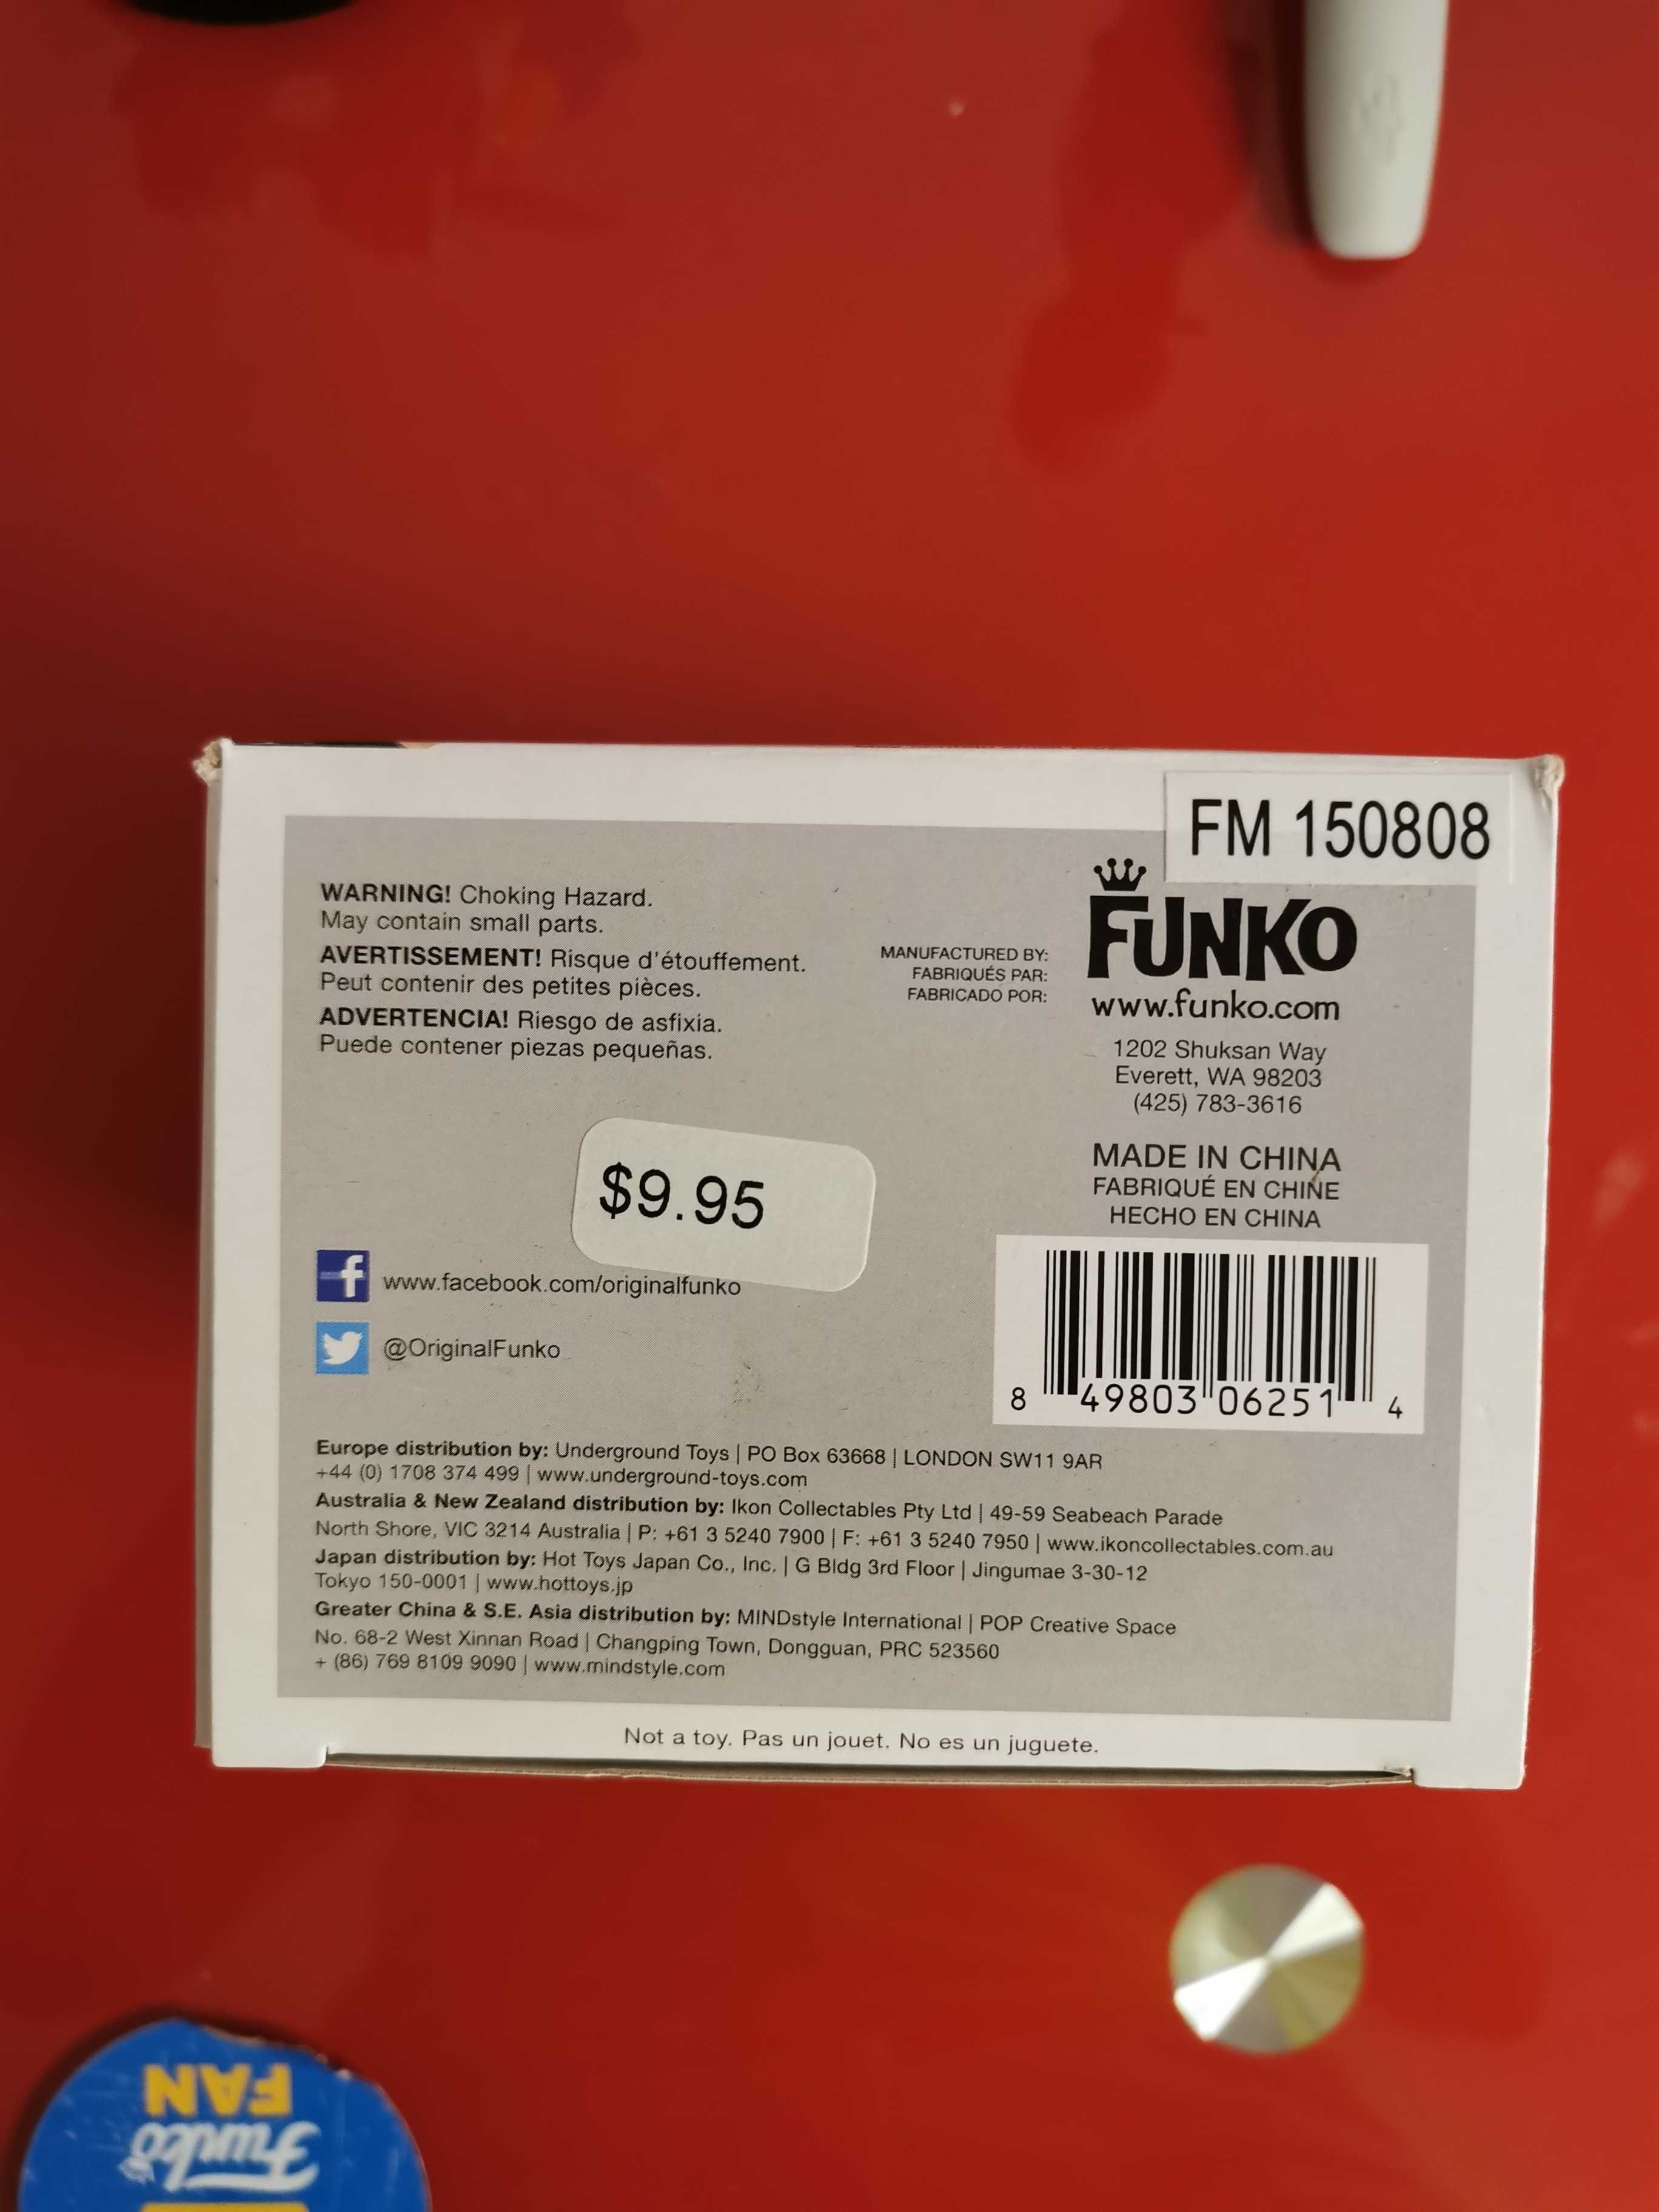 FM 150808
WARNING! Choking Hazard.
May contain small parts.
AVERTISSEMENT! Risque d'étouffement.
Peut contenir des petites pièces.
ADVERTENCIA! Riesgo de asfixia.
Puede contener piezas pequeñas.
MANUFACTURED BY:
FABRIQUÉS PAR:
FABRICADO POR:
FUNKO
www.funko.com
1202 Shuksan Way
Everett, WA 98203
(425) 783-3616
MADE IN CHINA
FABRIQUÉ EN CHINE
HECHO EN CHINA
$9.95
f www.facebook.com/originalfunko
@OriginalFunko
8 49803 06251 4
Europe distribution by: Underground Toys | PO Box 63668 | LONDON SW11 9AR
+44 (0) 1708 374 499 | www.underground-toys.com
Australia & New Zealand distribution by: Ikon Collectables Pty Ltd | 49-59 Seabeach Parade
North Shore, VIC 3214 Australia | P: +61 3 5240 7900 | F: +61 3 5240 7950 | www.ikoncollectables.com.au
Japan distribution by: Hot Toys Japan Co., Inc. | G Bldg 3rd Floor | Jingumae 3-30-12
Tokyo 150-0001 | www.hottoys.jp
Greater China & S.E. Asia distribution by: MINDstyle International | POP Creative Space
No. 68-2 West Xinnan Road | Changping Town, Dongguan, PRC 523560
+ (86) 769 8109 9090 | www.mindstyle.com
Not a toy. Pas un jouet. No es un juguete.
Funko
FAN